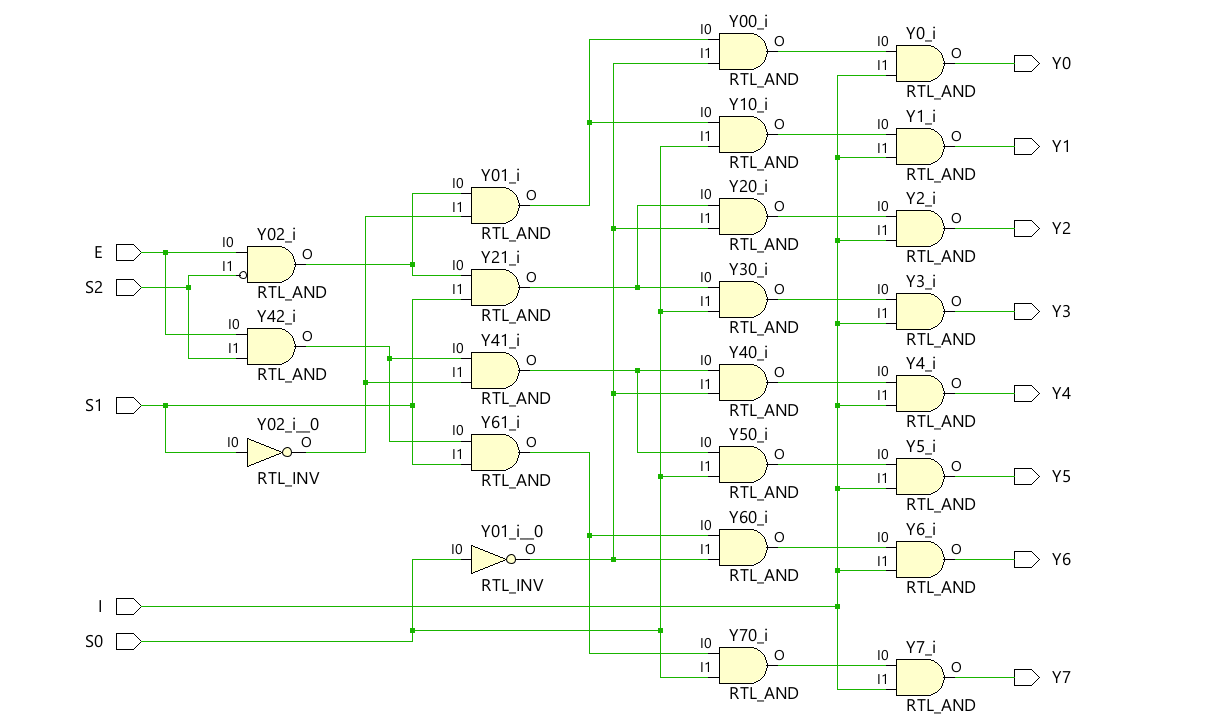 Y00_i
I0
I1
O
RTL_AND
Y0_i
I0
I1
O
RTL_AND
Y0
Y10_i
I0
I1
O
RTL_AND
Y1_i
I0
I1
O
RTL_AND
Y1
Y01_i
I0
I1
O
RTL_AND
Y20_i
I0
I1
O
RTL_AND
Y2_i
I0
I1
O
RTL_AND
Y2
E
S2
Y02_i
I0
I1
O
RTL_AND
Y21_i
I0
I1
O
RTL_AND
Y30_i
I0
I1
O
RTL_AND
Y3_i
I0
I1
O
RTL_AND
Y3
Y42_i
I0
I1
O
RTL_AND
Y41_i
I0
I1
O
RTL_AND
Y40_i
I0
I1
O
RTL_AND
Y4_i
I0
I1
O
RTL_AND
Y4
S1
Y02_i__0
I0
O
RTL_INV
Y61_i
I0
I1
O
RTL_AND
Y50_i
I0
I1
O
RTL_AND
Y5_i
I0
I1
O
RTL_AND
Y5
Y01_i__0
I0
O
RTL_INV
Y60_i
I0
I1
O
RTL_AND
Y6_i
I0
I1
O
RTL_AND
Y6
I
S0
Y70_i
I0
I1
O
RTL_AND
Y7_i
I0
I1
O
RTL_AND
Y7